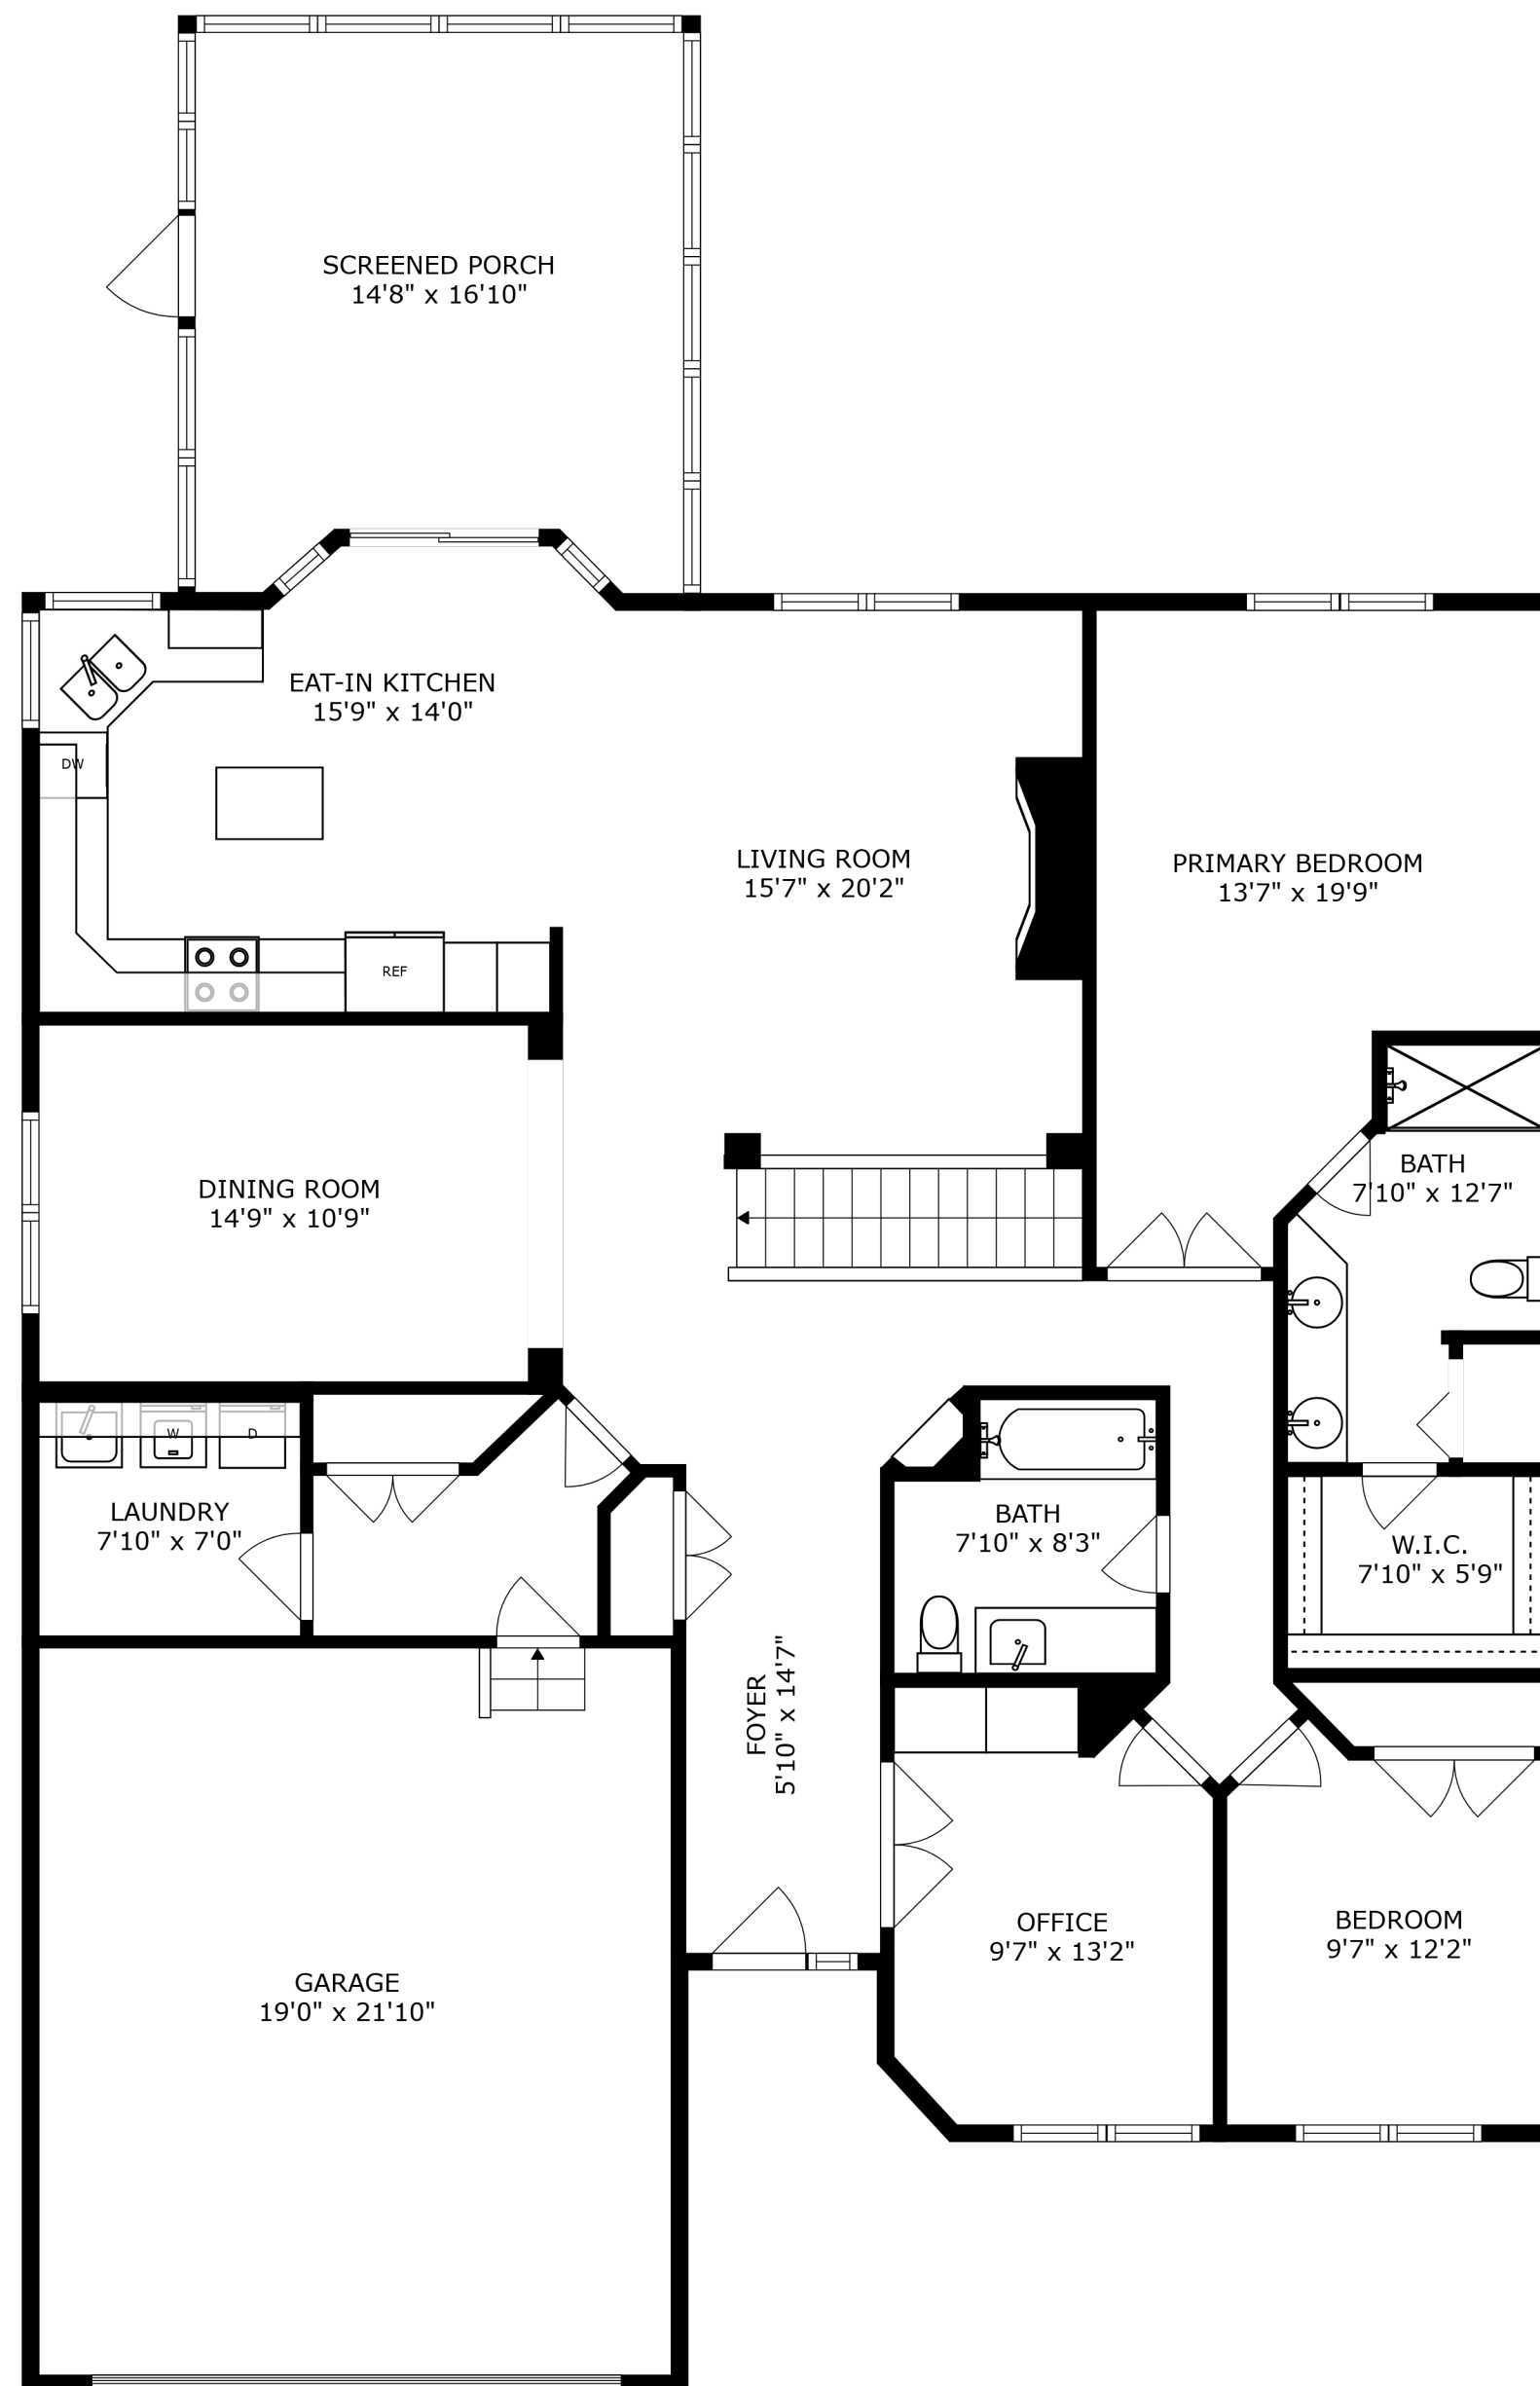 SCREENED PORCH
14'8" x 16'10"
EAT-IN KITCHEN
15'9" x 14'0"
DW
REF
LIVING ROOM
15'7" x 20'2"
PRIMARY BEDROOM
13'7" x 19'9"
DINING ROOM
14'9" x 10'9"
BATH
7'10" x 12'7"
W
D
LAUNDRY
7'10" x 7'0"
BATH
7'10" x 8'3"
W.I.C.
7'10" x 5'9"
FOYER
5'10" x 14'7"
OFFICE
9'7" x 13'2"
BEDROOM
9'7" x 12'2"
GARAGE
19'0" x 21'10"